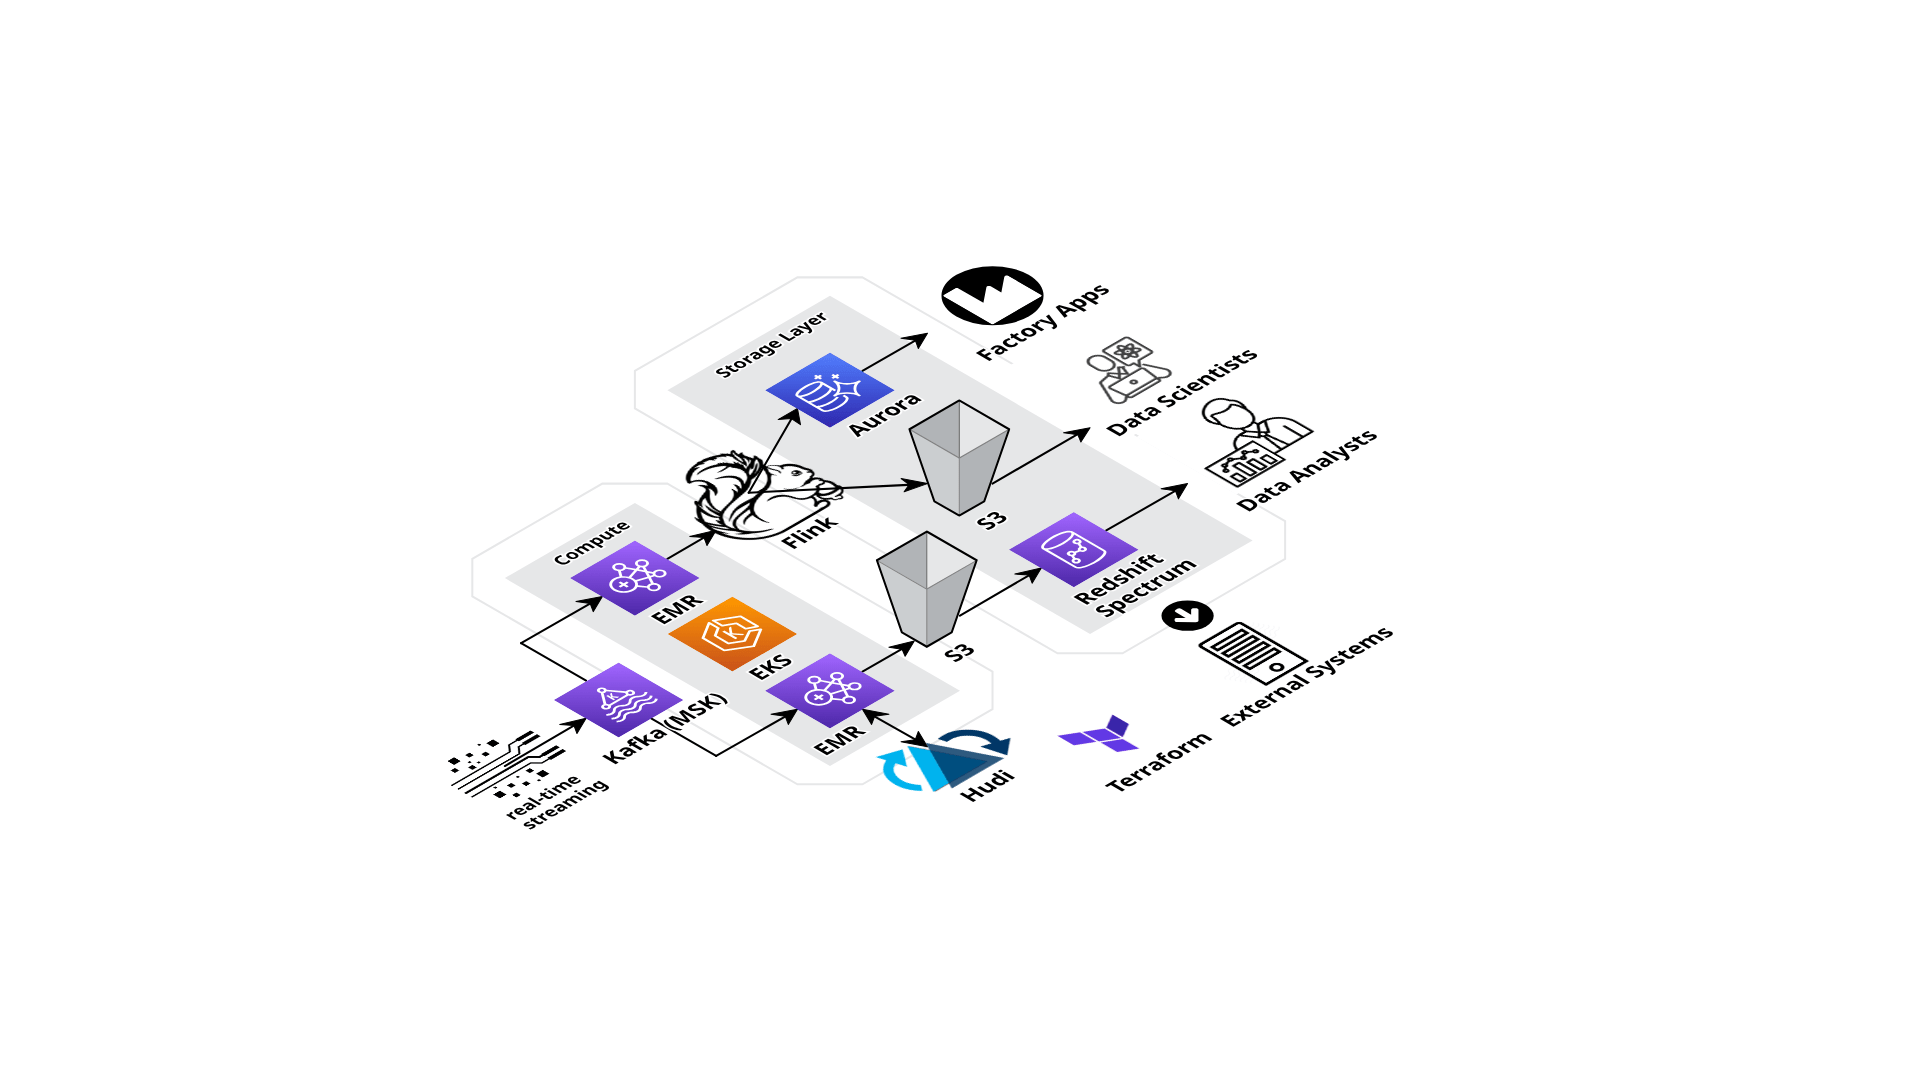 Factory Apps
Storage Layer
Data Scientists
Aurora
Data Analysts
S3
Flink
Compute
Redshift
Spectrum
EMR
EKS
S3
External Systems
Kafka (MSK)
EMR
Terraform
Hudi
real-time
streaming
K
K